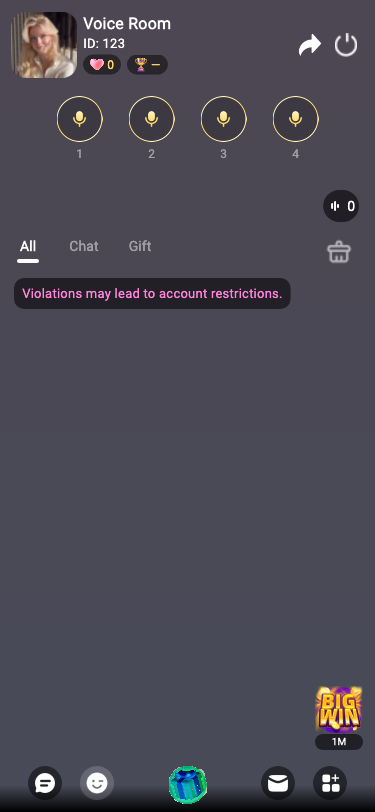 Voice Room
ID: 123
0
–
1
2
3
4
0
All
Chat
Gift
Violations may lead to account restrictions.
BIG
WIN
1M